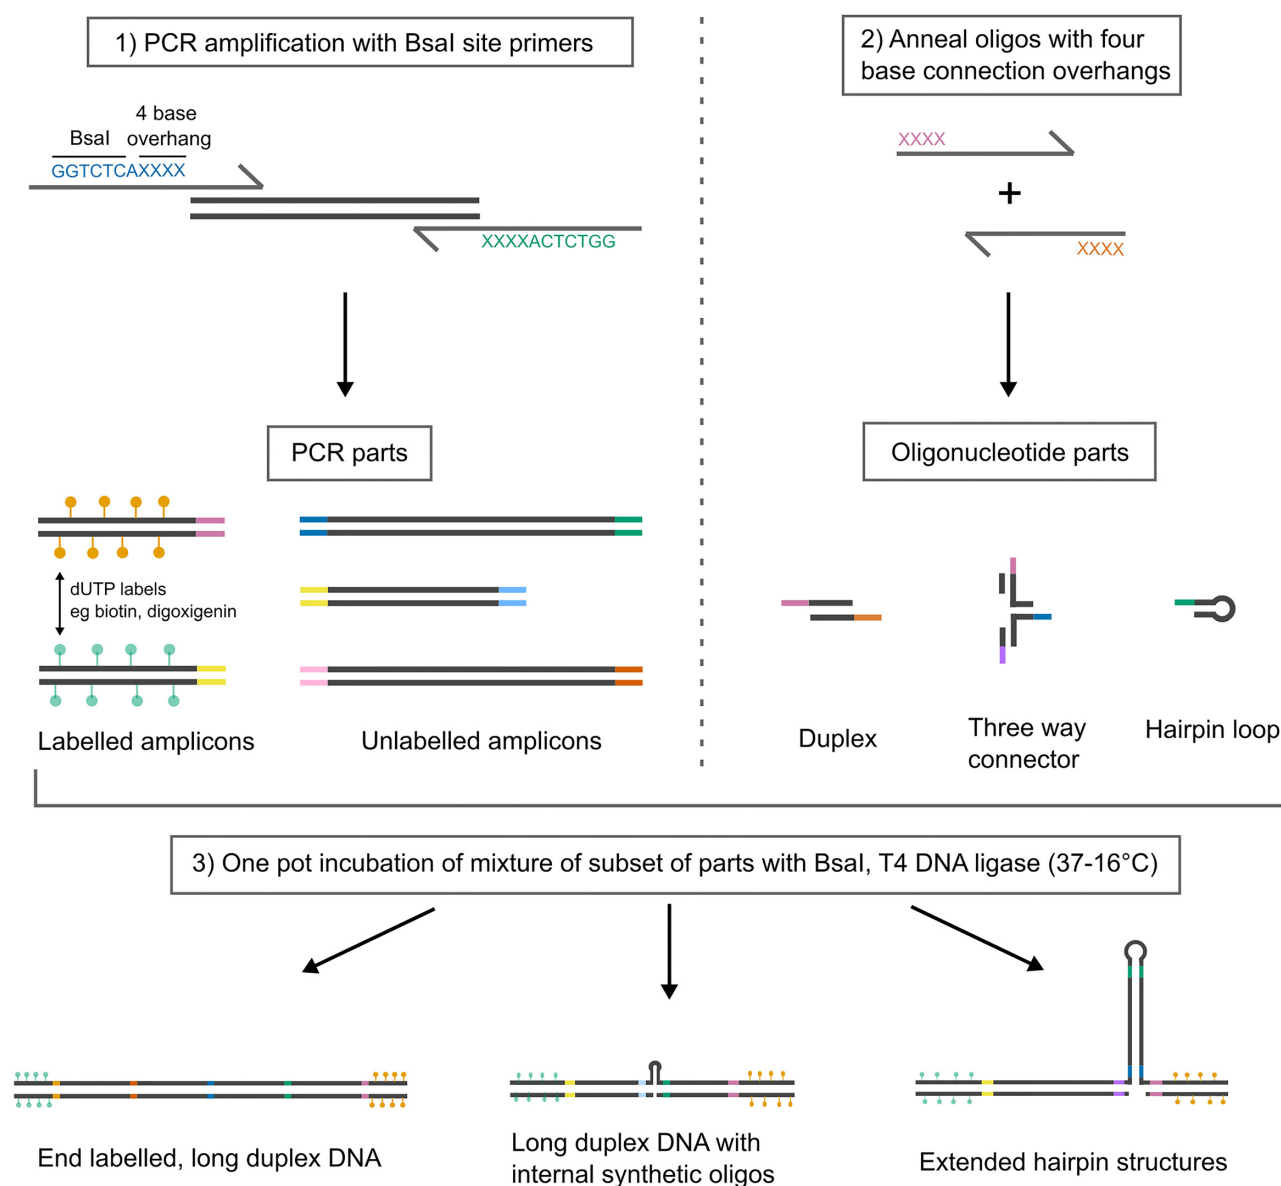 1) PCR amplification with BsaI site primers
BsaI
4 base
overhang
GGTCTCAXXXX
XXXXACTCTGG
2) Anneal oligos with four
base connection overhangs
XXXX
+
XXXX
PCR parts
dUTP labels
eg biotin, digoxigenin
Labelled amplicons
Unlabelled amplicons
Oligonucleotide parts
Duplex
Three way
connector
Hairpin loop
3) One pot incubation of mixture of subset of parts with BsaI, T4 DNA ligase (37-16°C)
End labelled, long duplex DNA
Long duplex DNA with
internal synthetic oligos
Extended hairpin structures